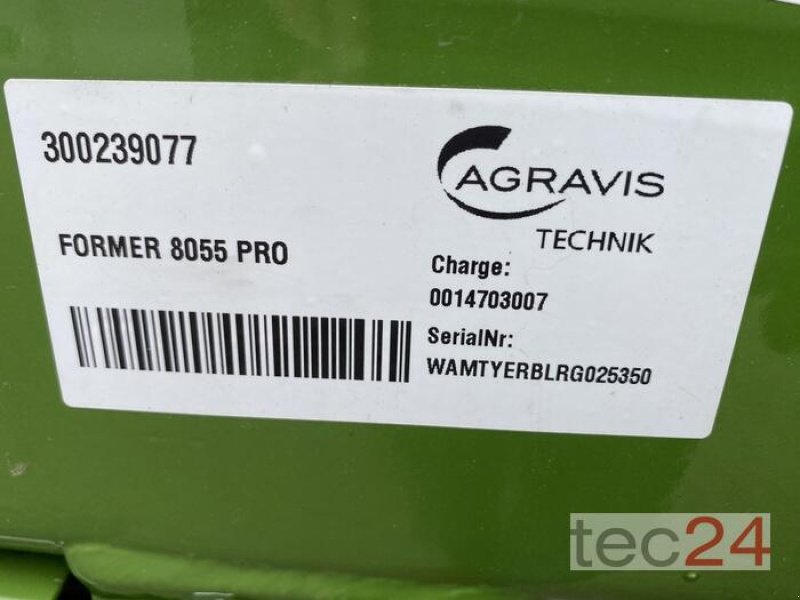 300239077
AGRAVIS
TECHNIK
FORMER 8055 PRO
Charge:
0014703007
SerialNr:
WAMTYERBLRG025350
tec24